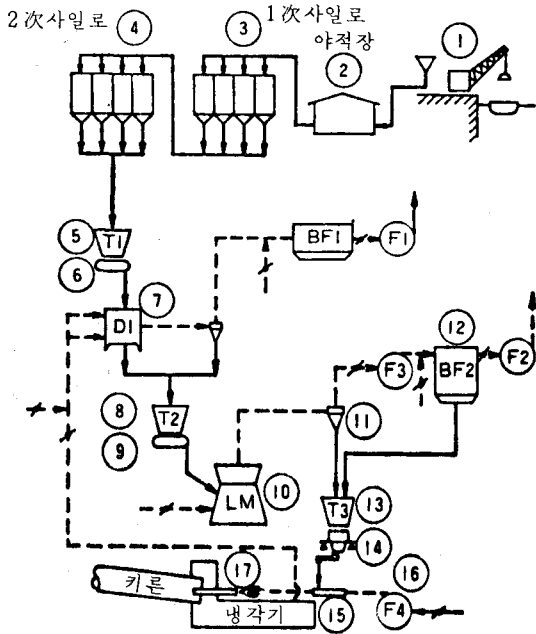 2次사일로 ④ ③ 1次사일로
야적장
② ①
⑤ T1
⑥
⑦ D1
BF1 F1
⑫ BF2 F2
F3
⑧ T2
⑨
⑪
⑩ LM
T3 ⑬
⑭
⑰ ⑯
키른
냉각기 ⑮ F4